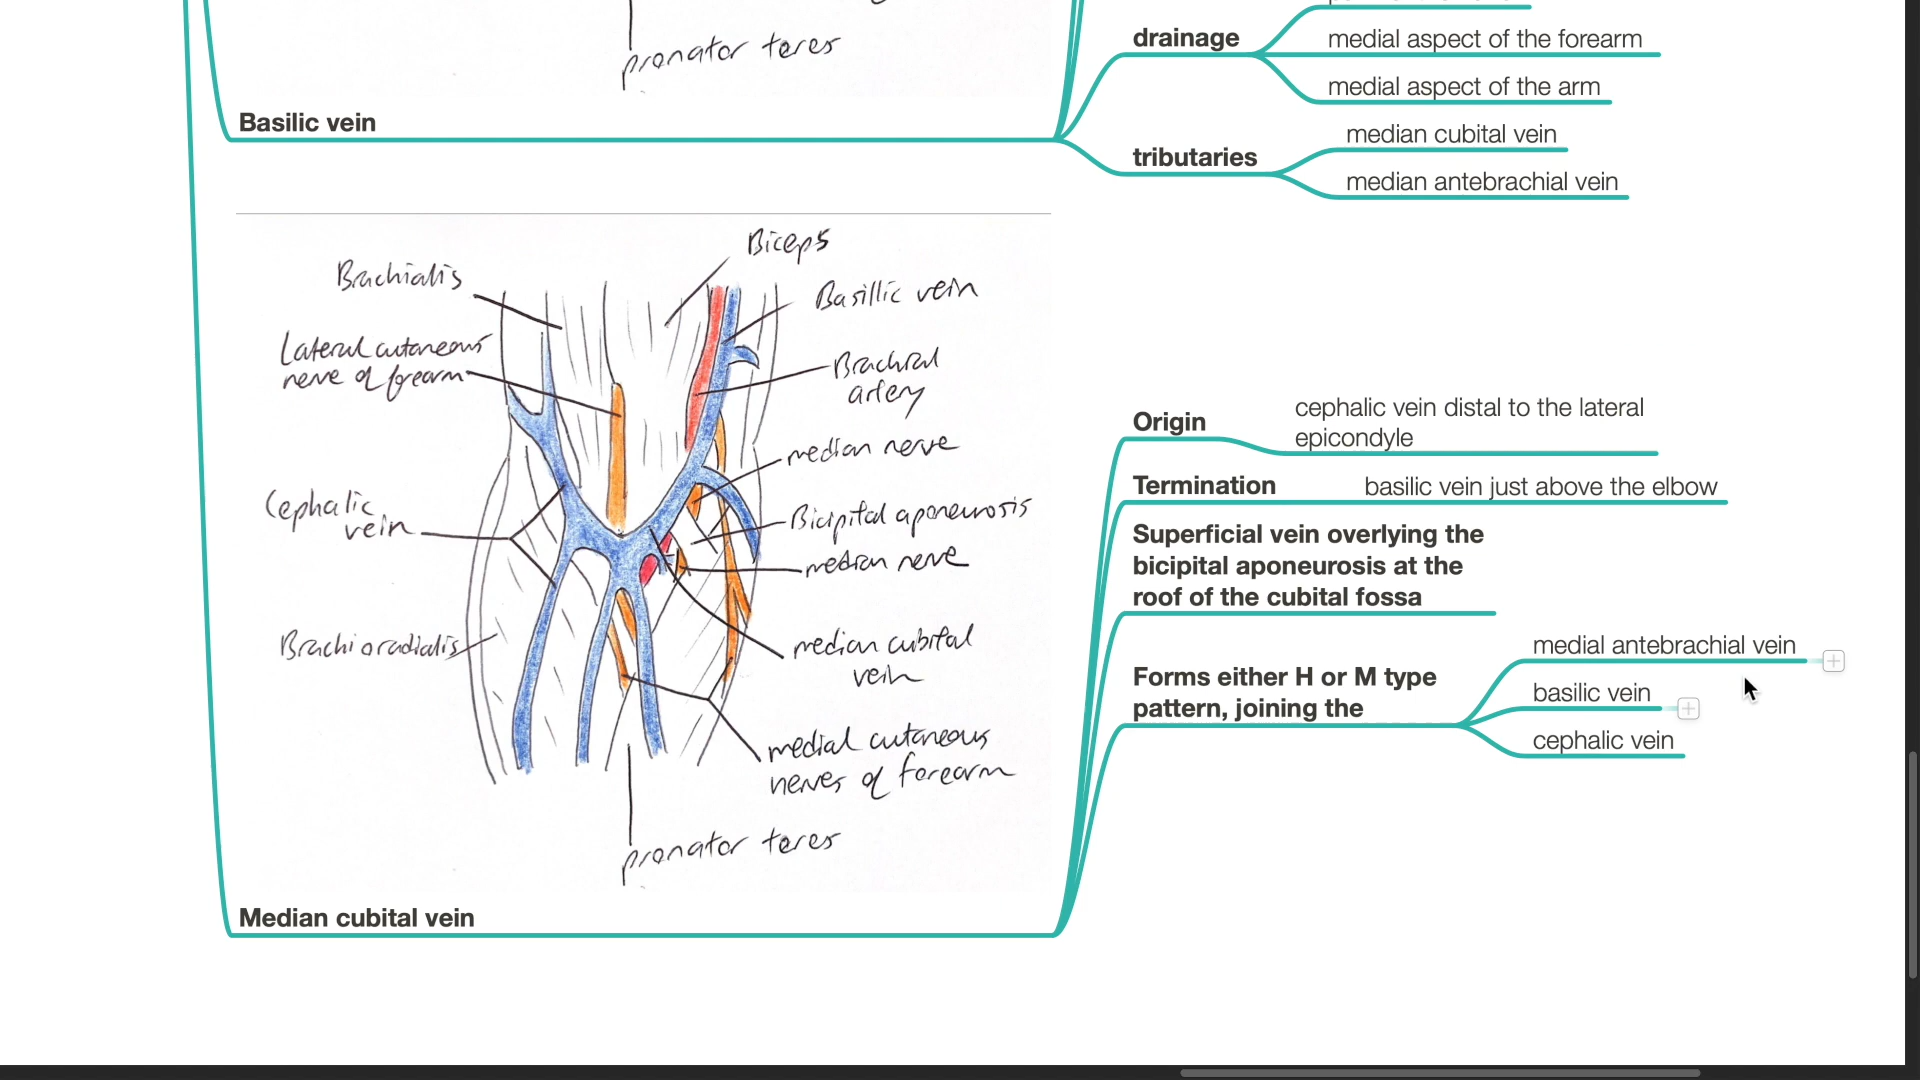 pronator teres
Basilic vein
drainage
medial aspect of the forearm
medial aspect of the arm
tributaries
median cubital vein
median antebrachial vein
Biceps
Brachialis
Basillic vein
Lateral cutaneous
nerve of forearm
Brachial
artery
median nerve
Cephalic
vein
Bicipital aponeurosis
median nerve
Brachioradialis
median cubital
vein
medial cutaneous
nerves of forearm
pronator teres
Median cubital vein
Origin
cephalic vein distal to the lateral
epicondyle
Termination
basilic vein just above the elbow
Superficial vein overlying the
bicipital aponeurosis at the
roof of the cubital fossa
Forms either H or M type
pattern, joining the
medial antebrachial vein
basilic vein
cephalic vein